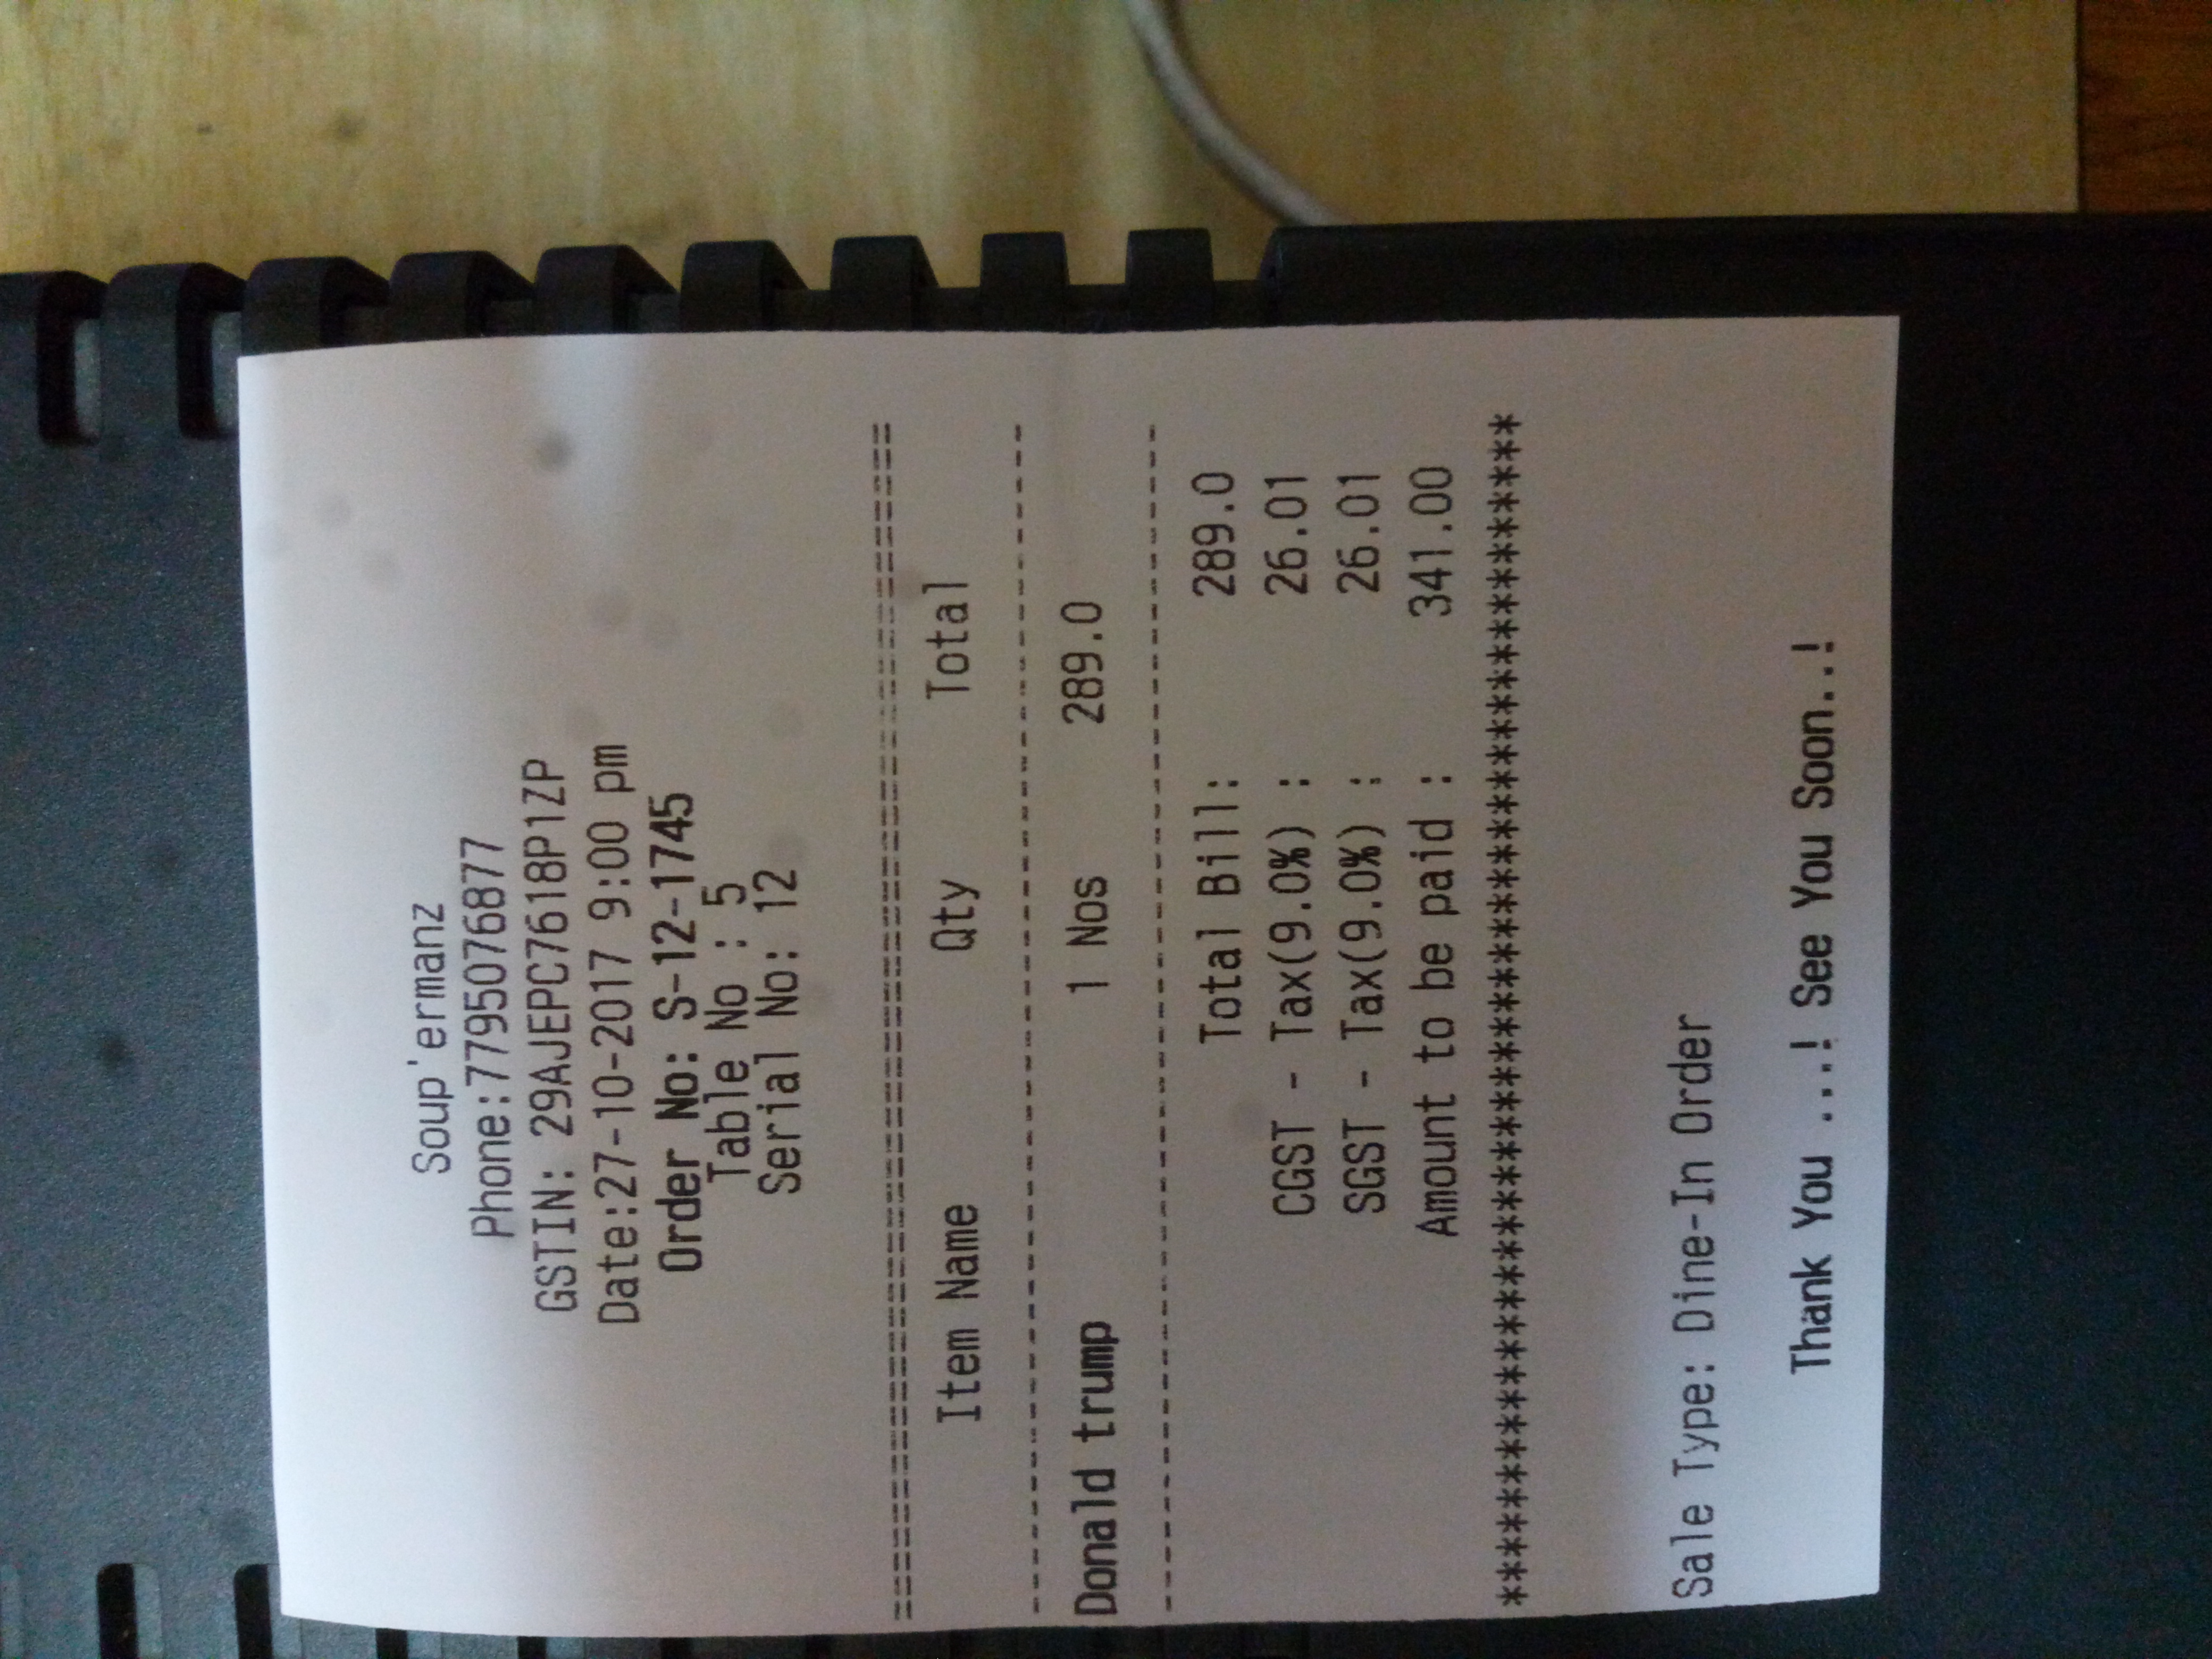 Soup'ermanz
Phone:7795076877
GSTIN: 29AJEPC7618P1ZP
Date:27-10-2017 9:00 pm
Order No: S-12-1745
Table No : 5
Serial No: 12
==================================================
Item Name Qty Total
--------------------------------------------------
Donald trump 1 Nos 289.0
--------------------------------------------------
Total Bill: 289.0
CGST - Tax(9.0%) : 26.01
SGST - Tax(9.0%) : 26.01
Amount to be paid : 341.00
**************************************************
Sale Type: Dine-In Order
Thank You ...! See You Soon..!